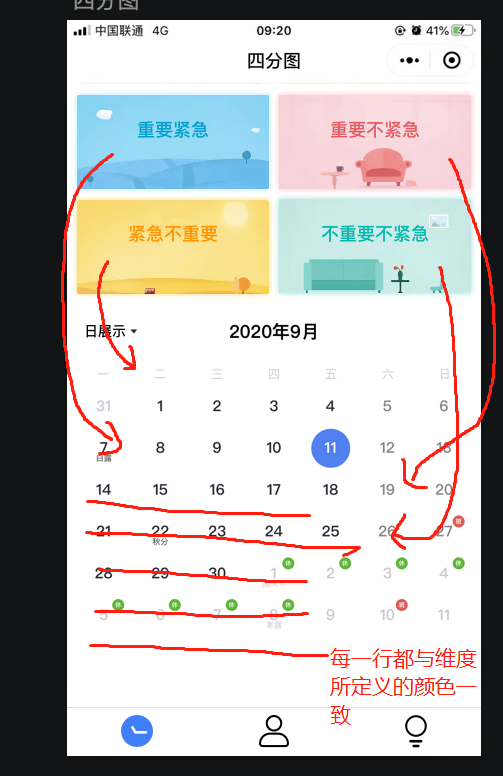 四分图
中国联通 4G 09:20 41%
四分图
重要紧急 重要不紧急
紧急不重要 不重要不紧急
日展示 2020年9月
一 二 三 四 五 六 日
31 1 2 3 4 5 6
7 8 9 10 11 12 13
白露
14 15 16 17 18 19 20
21 22 23 24 25 26 27 班
秋分
28 29 30 1 休 2 休 3 休 4 休
5 休 6 休 7 休 8 休 9 10 班 11
寒露
每一行都与维度
所定义的颜色一
致